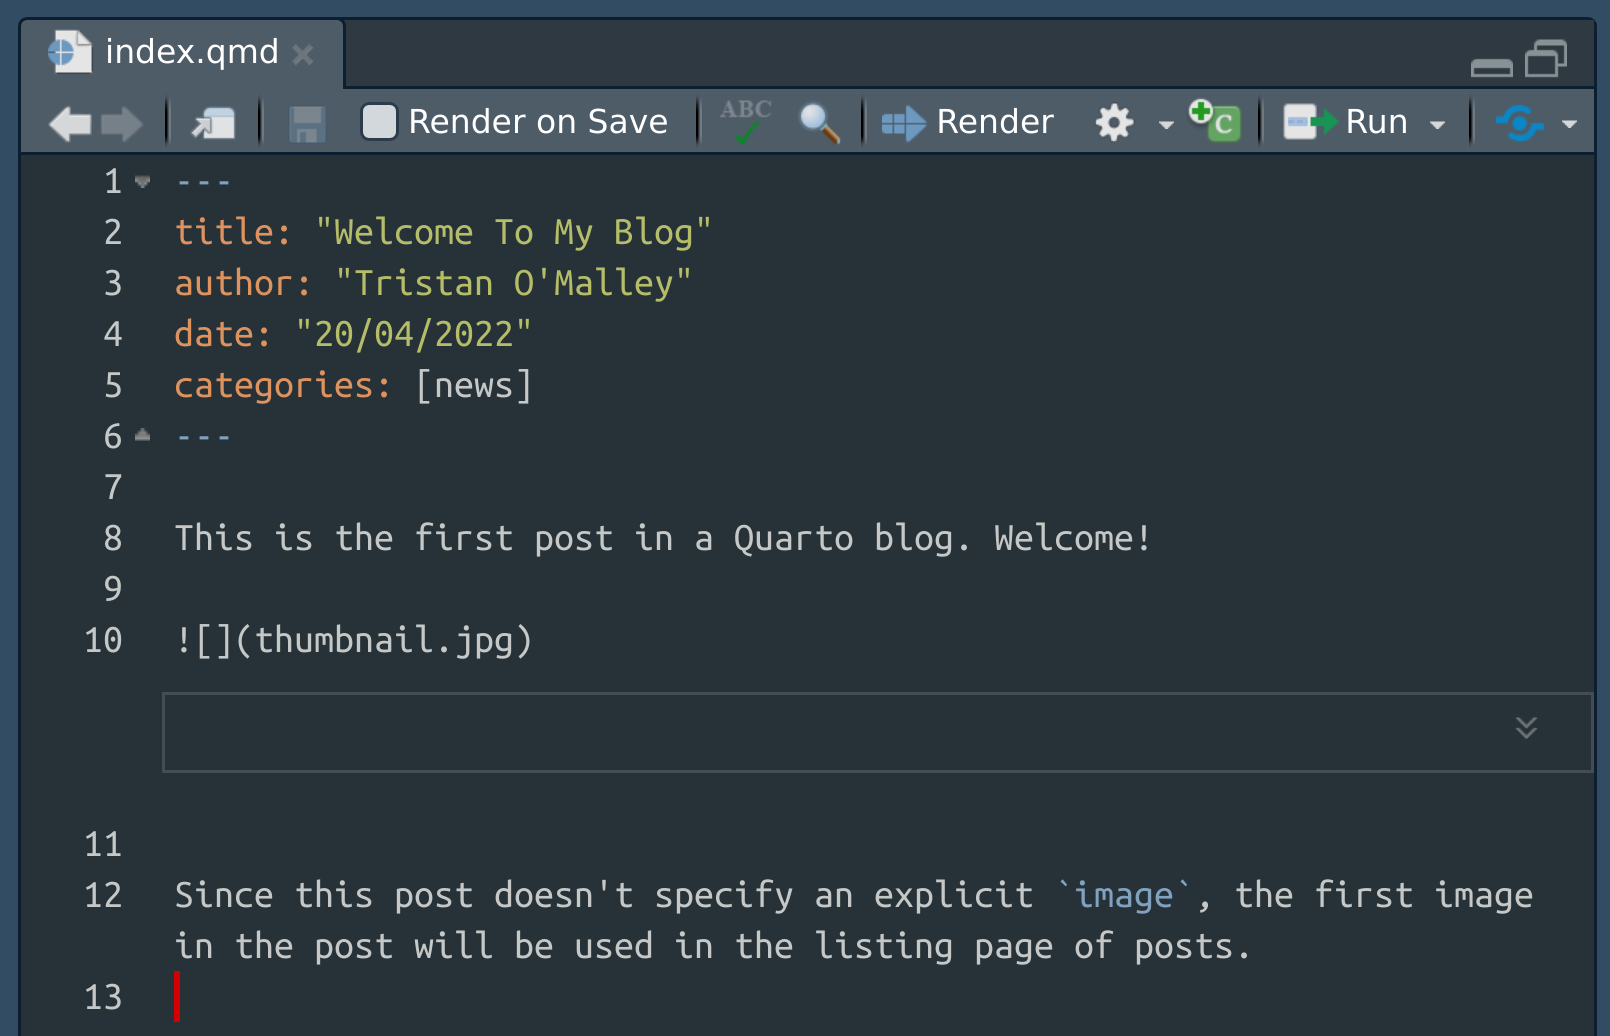 index.qmd
Render on Save ABC Render C Run
1 ---
2 title: "Welcome To My Blog"
3 author: "Tristan O'Malley"
4 date: "20/04/2022"
5 categories: [news]
6 ---
7
8 This is the first post in a Quarto blog. Welcome!
9
10 ![](thumbnail.jpg)
11
12 Since this post doesn't specify an explicit `image`, the first image
in the post will be used in the listing page of posts.
13